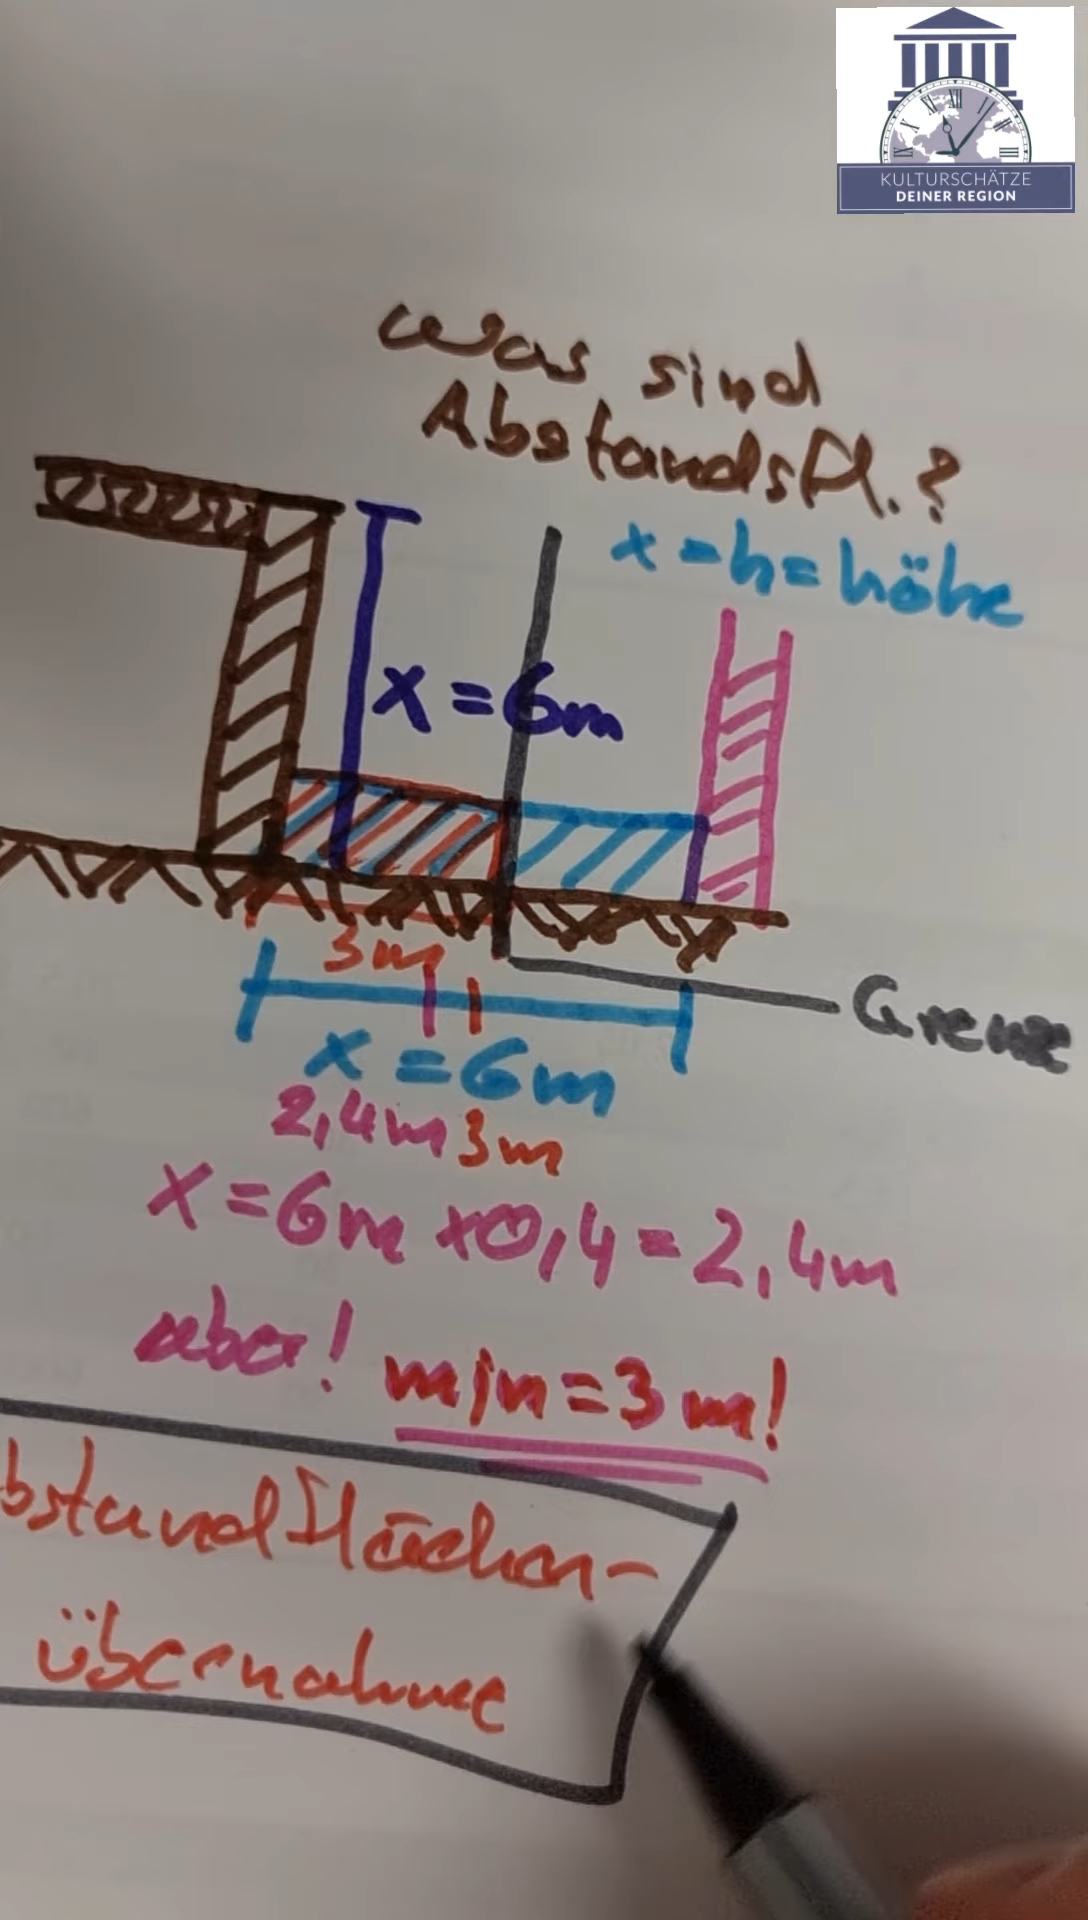 KULTURSCHÄTZE
DEINER REGION
Was sind
Abstandsfl.?
x = h = höhe
x = 6m
3m
Grenze
x = 6m
2,4m 3m
x = 6m x 0,4 = 2,4m
aber! min = 3m!
bstandflächen-
übernahme